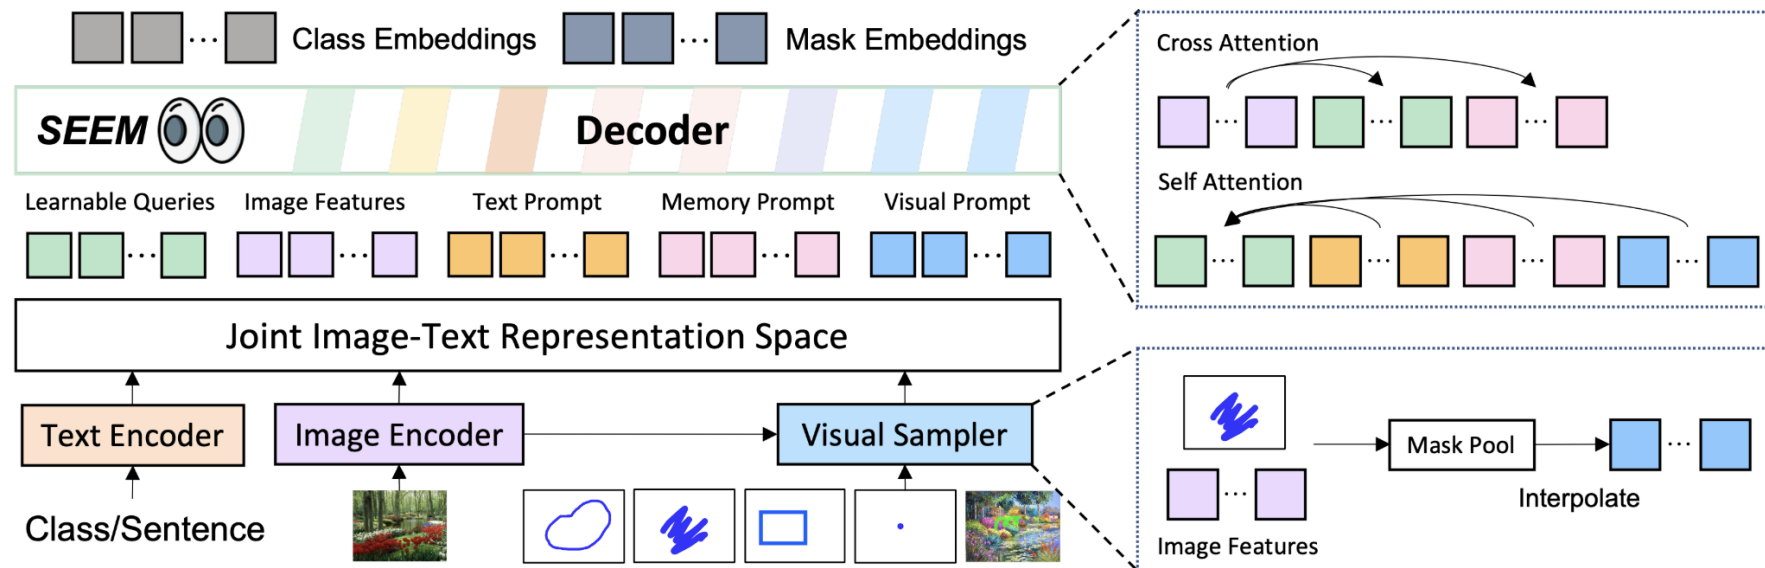 Class Embeddings
Mask Embeddings
SEEM
Decoder
Learnable Queries
Image Features
Text Prompt
Memory Prompt
Visual Prompt
Joint Image-Text Representation Space
Text Encoder
Image Encoder
Visual Sampler
Class/Sentence
Cross Attention
Self Attention
Mask Pool
Interpolate
Image Features